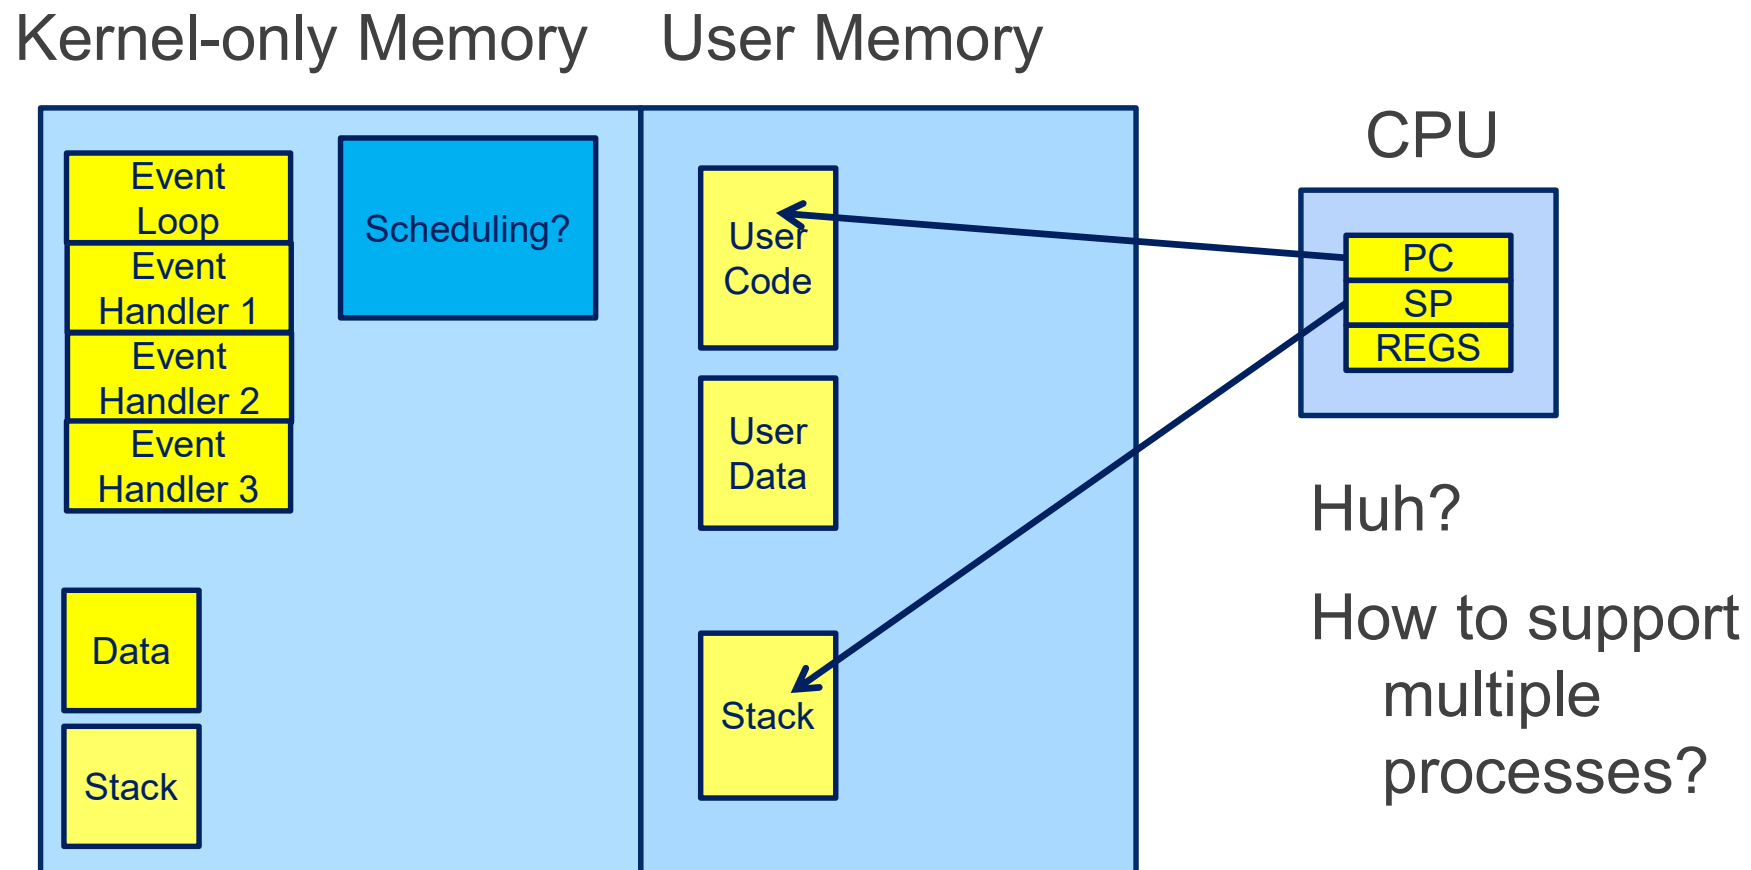 Kernel-only Memory
User Memory
Event
Loop
Event
Handler 1
Event
Handler 2
Event
Handler 3
Scheduling?
Data
Stack
User
Code
User
Data
Stack
CPU
PC
SP
REGS
Huh?
How to support
multiple
processes?